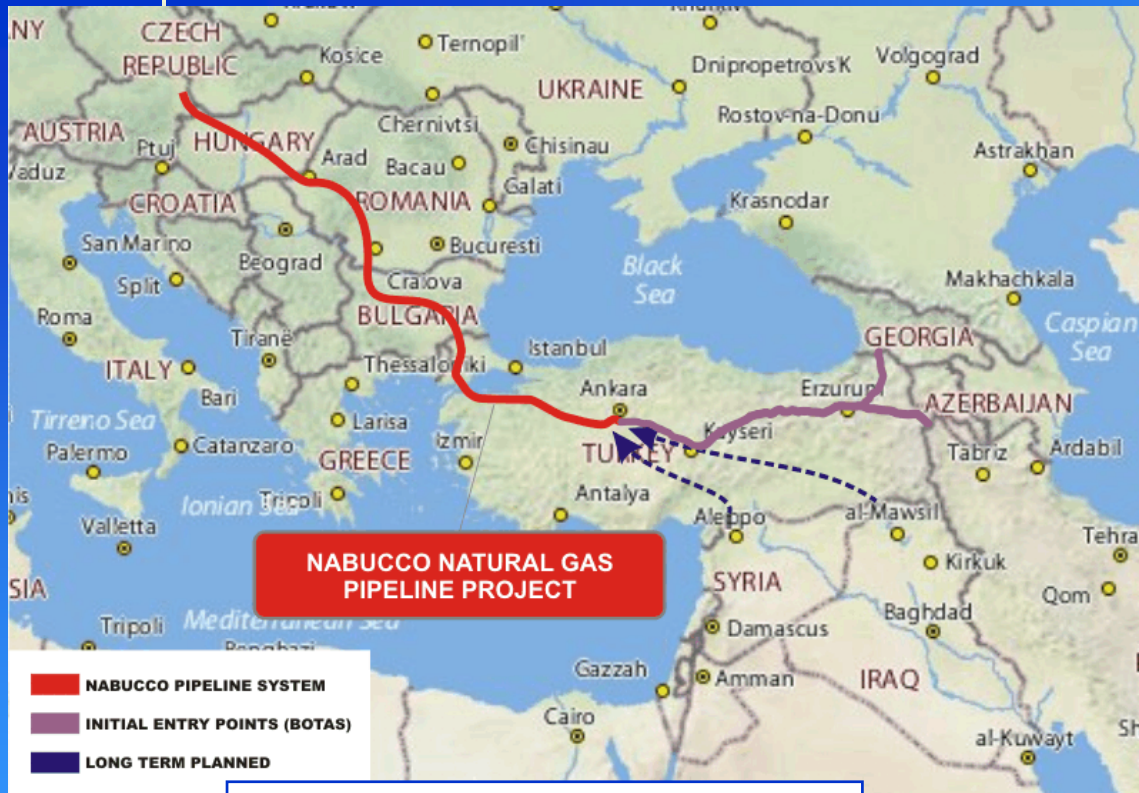 ANY
CZECH
REPUBLIC
Kosice
Ternopil'
UKRAINE
DnipropetrovsK
Volgograd
AUSTRIA
HUNGARY
Chernivtsi
Chisinau
Rostov-na-Donu
Astrakhan
Vaduz
Ptuj
Arad
Bacau
Galati
CROATIA
ROMANIA
Krasnodar
San Marino
Beograd
Bucuresti
Black
Sea
Makhachkala
Split
Craiova
Caspian
Sea
Roma
BULGARIA
Tiranë
GEORGIA
ITALY
Thessaloniki
Istanbul
Bari
Ankara
Erzurum
AZERBAIJAN
Tirreno Sea
Larisa
Kayseri
Catanzaro
Izmir
TURKEY
Tabriz
Ardabil
Palermo
GREECE
Ionian Sea
Tripoli
Antalya
Aleppo
al-Mawsil
Valletta
Tehra
NABUCCO NATURAL GAS
PIPELINE PROJECT
Kirkuk
SYRIA
Qom
Baghdad
Tripoli
Mediterranean Sea
Damascus
Gazzah
Amman
IRAQ
NABUCCO PIPELINE SYSTEM
INITIAL ENTRY POINTS (BOTAS)
LONG TERM PLANNED
Cairo
al-Kuwayt